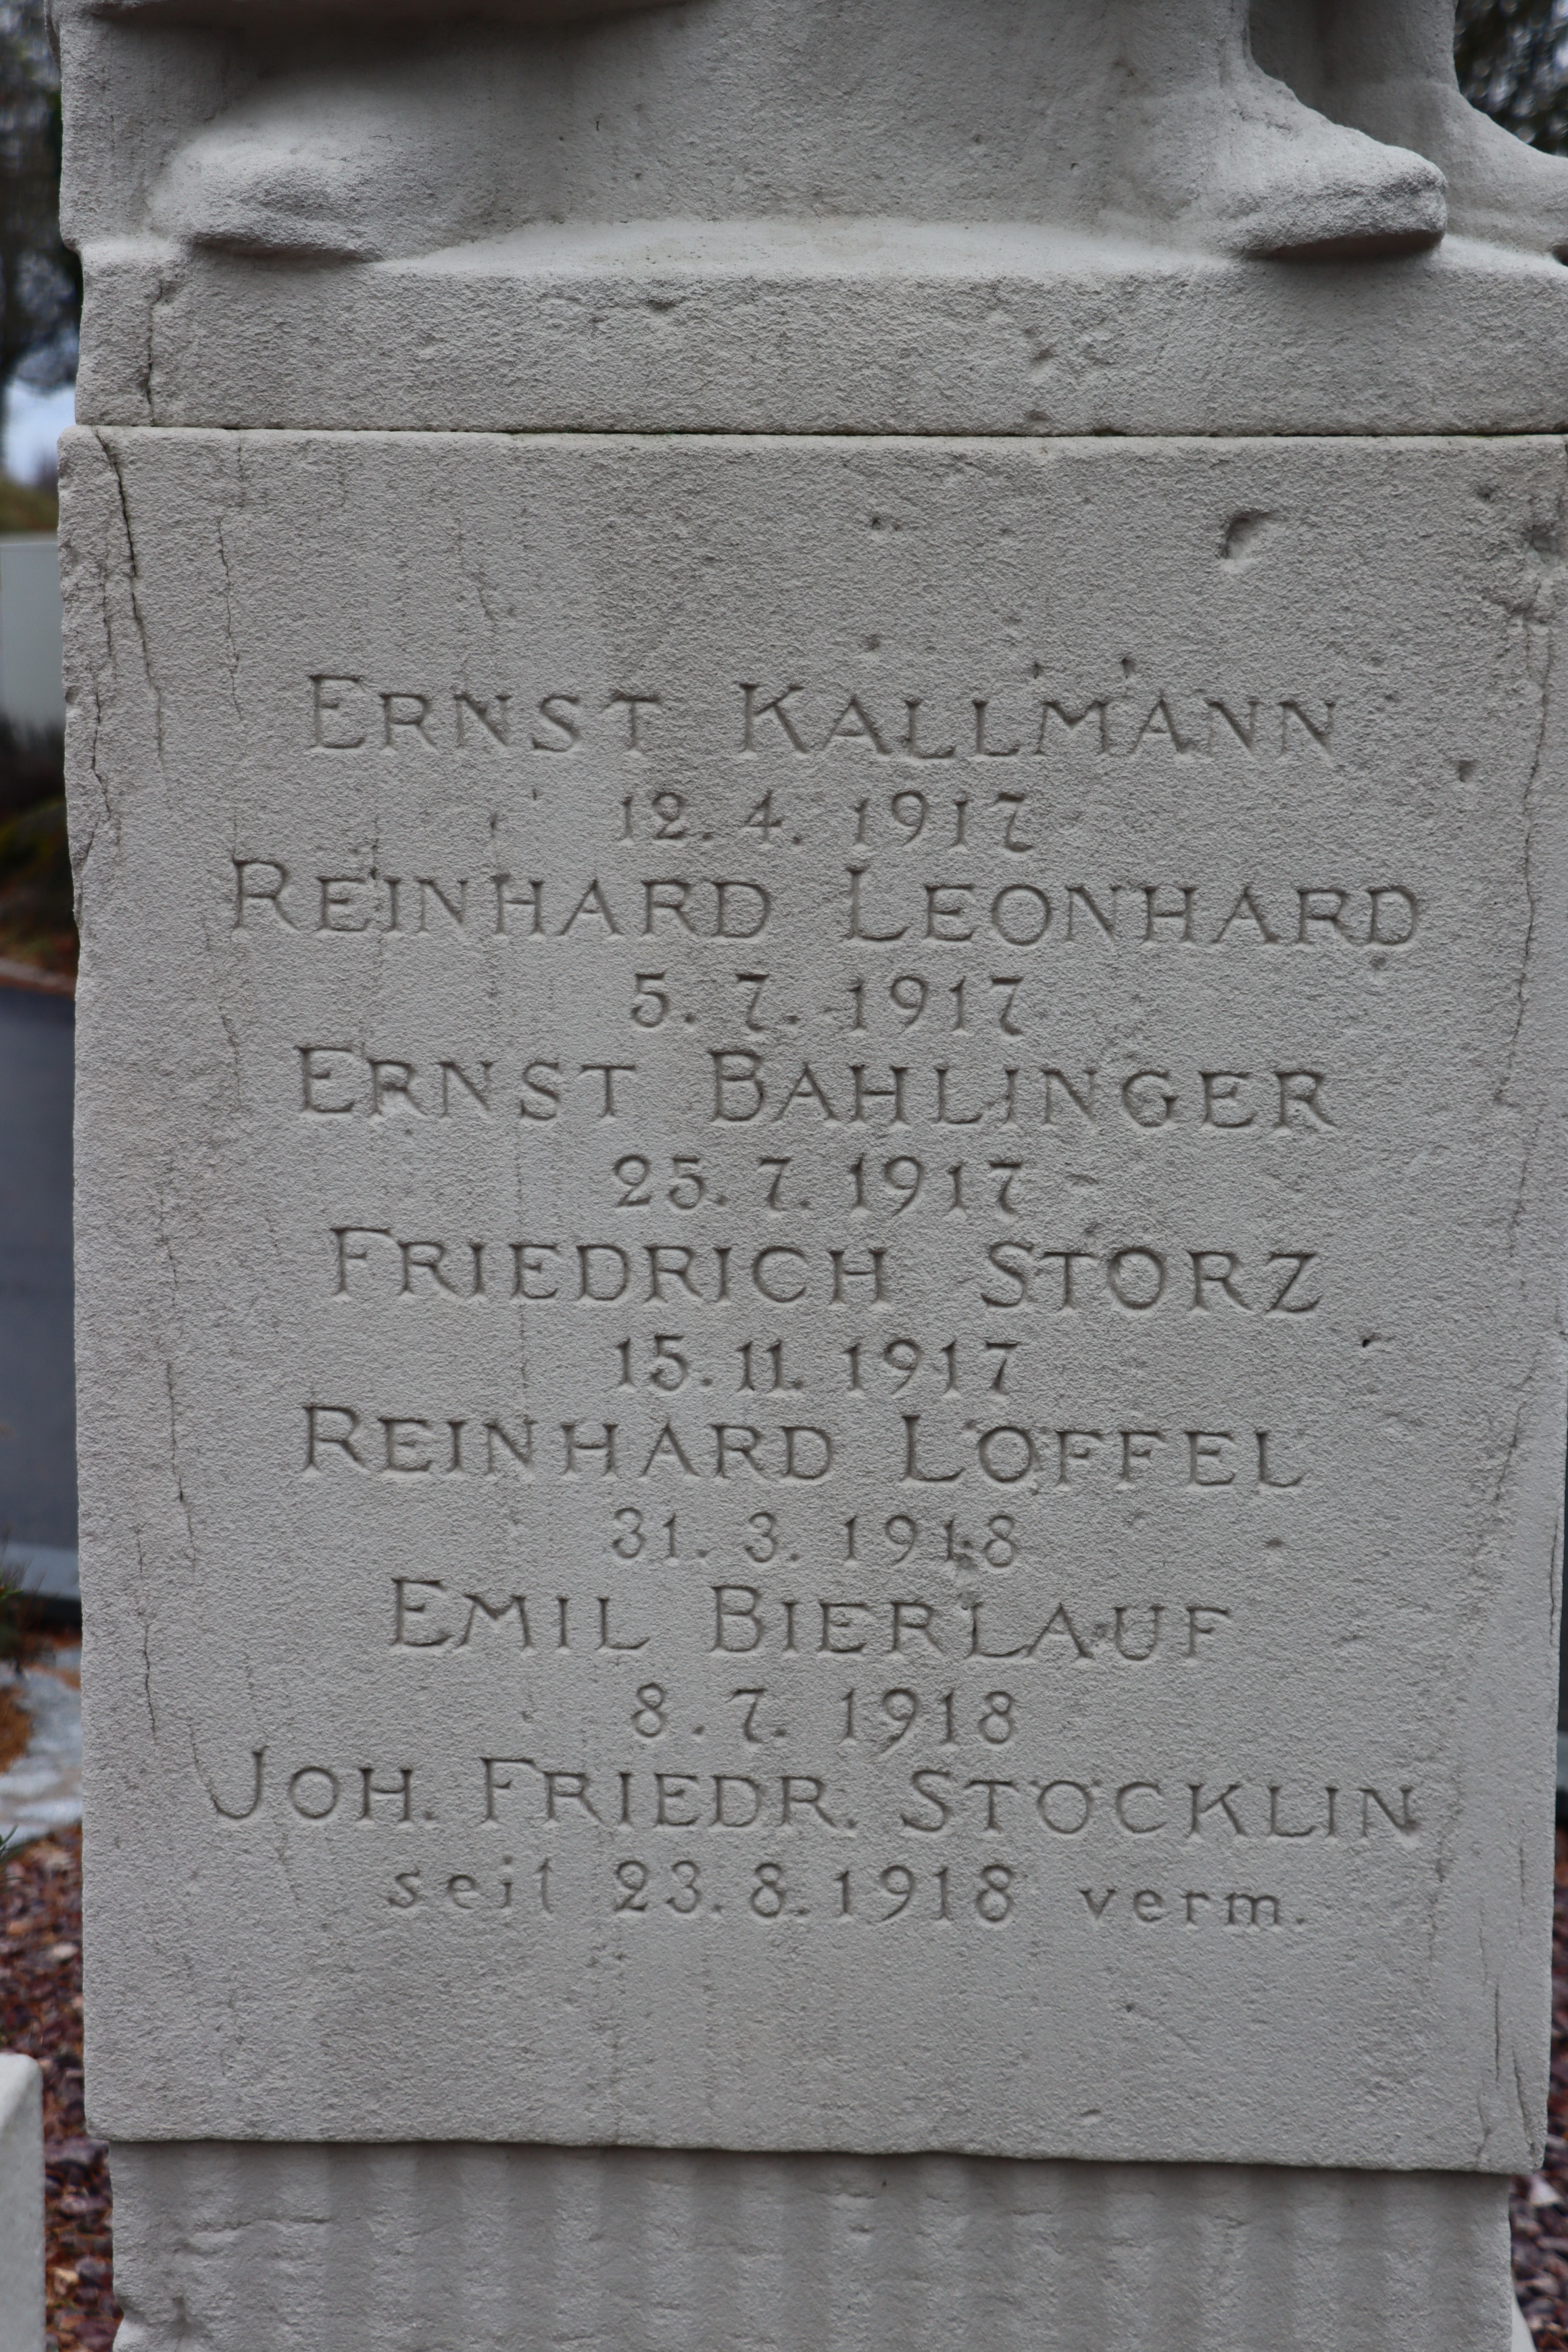 ERNST KALLMANN
12. 4. 1917
REINHARD LEONHARD
5. 7. 1917
ERNST BAHLINGER
25. 7. 1917
FRIEDRICH STORZ
15. 11. 1917
REINHARD LÖFFEL
31. 3. 1918
EMIL BIERLAUF
8. 7. 1918
JOH. FRIEDR. STÖCKLIN
seit 23. 8. 1918 verm.